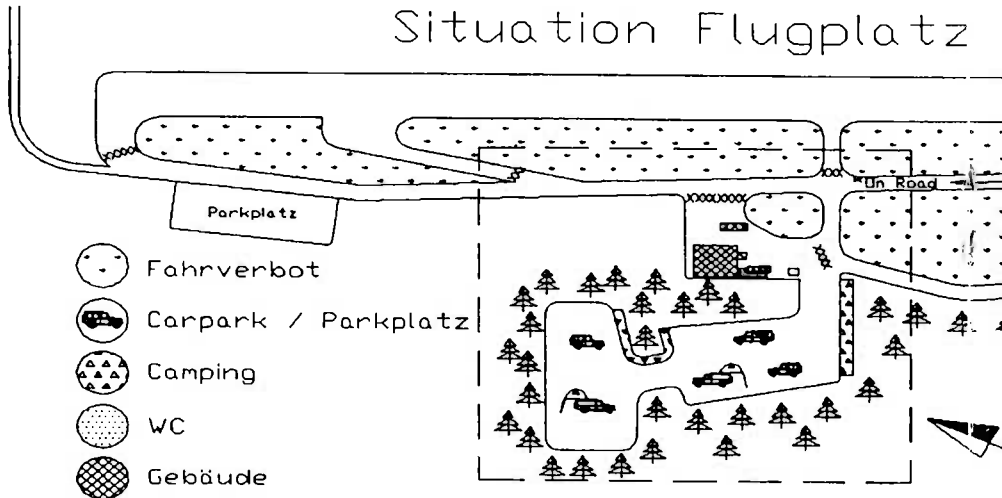 Situation Flugplatz
Un Road
Parkplatz
Fahrverbot
Carpark / Parkplatz
Camping
WC
Gebäude